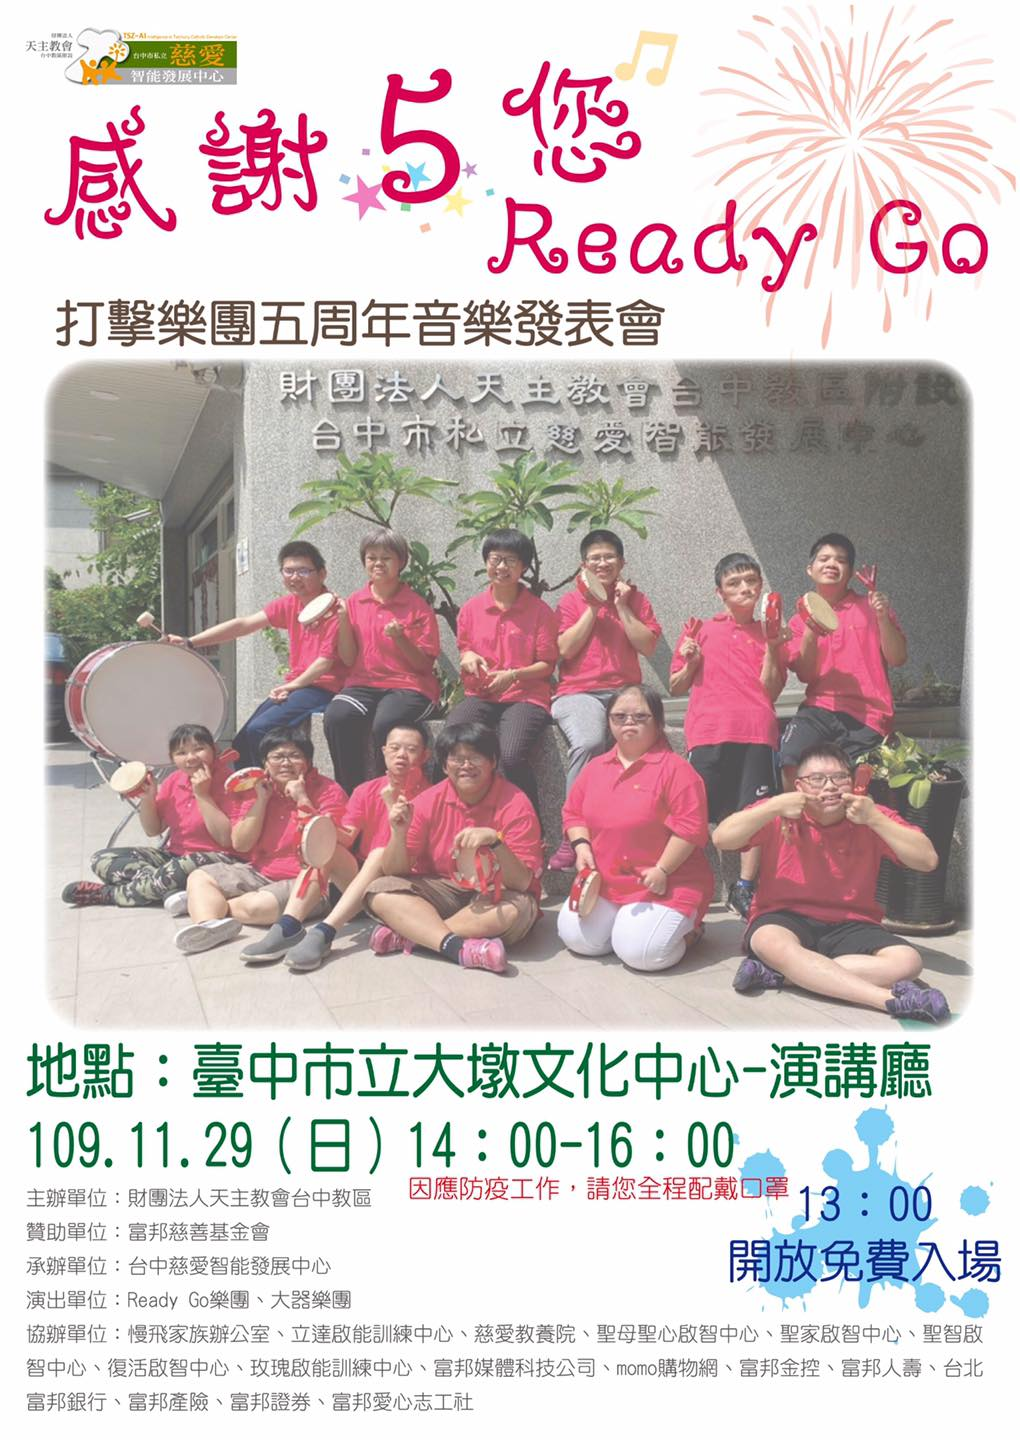 財團法人
天主教會
台中教區附設
TSZ-AI
台中市私立 慈愛
智能發展中心
感謝5您
Ready Go
打擊樂團五周年音樂發表會
財團法人天主教會台中教區附設
台中市私立慈愛智能發展中心
地點：臺中市立大墩文化中心-演講廳
109.11.29（日）14：00-16：00
因應防疫工作，請您全程配戴口罩
13：00
開放免費入場
主辦單位：財團法人天主教會台中教區
贊助單位：富邦慈善基金會
承辦單位：台中慈愛智能發展中心
演出單位：Ready Go樂團、大器樂團
協辦單位：慢飛家族辦公室、立達啟能訓練中心、慈愛教養院、聖母聖心啟智中心、聖家啟智中心、聖智啟
智中心、復活啟智中心、玫瑰啟能訓練中心、富邦媒體科技公司、momo購物網、富邦金控、富邦人壽、台北
富邦銀行、富邦產險、富邦證券、富邦愛心志工社